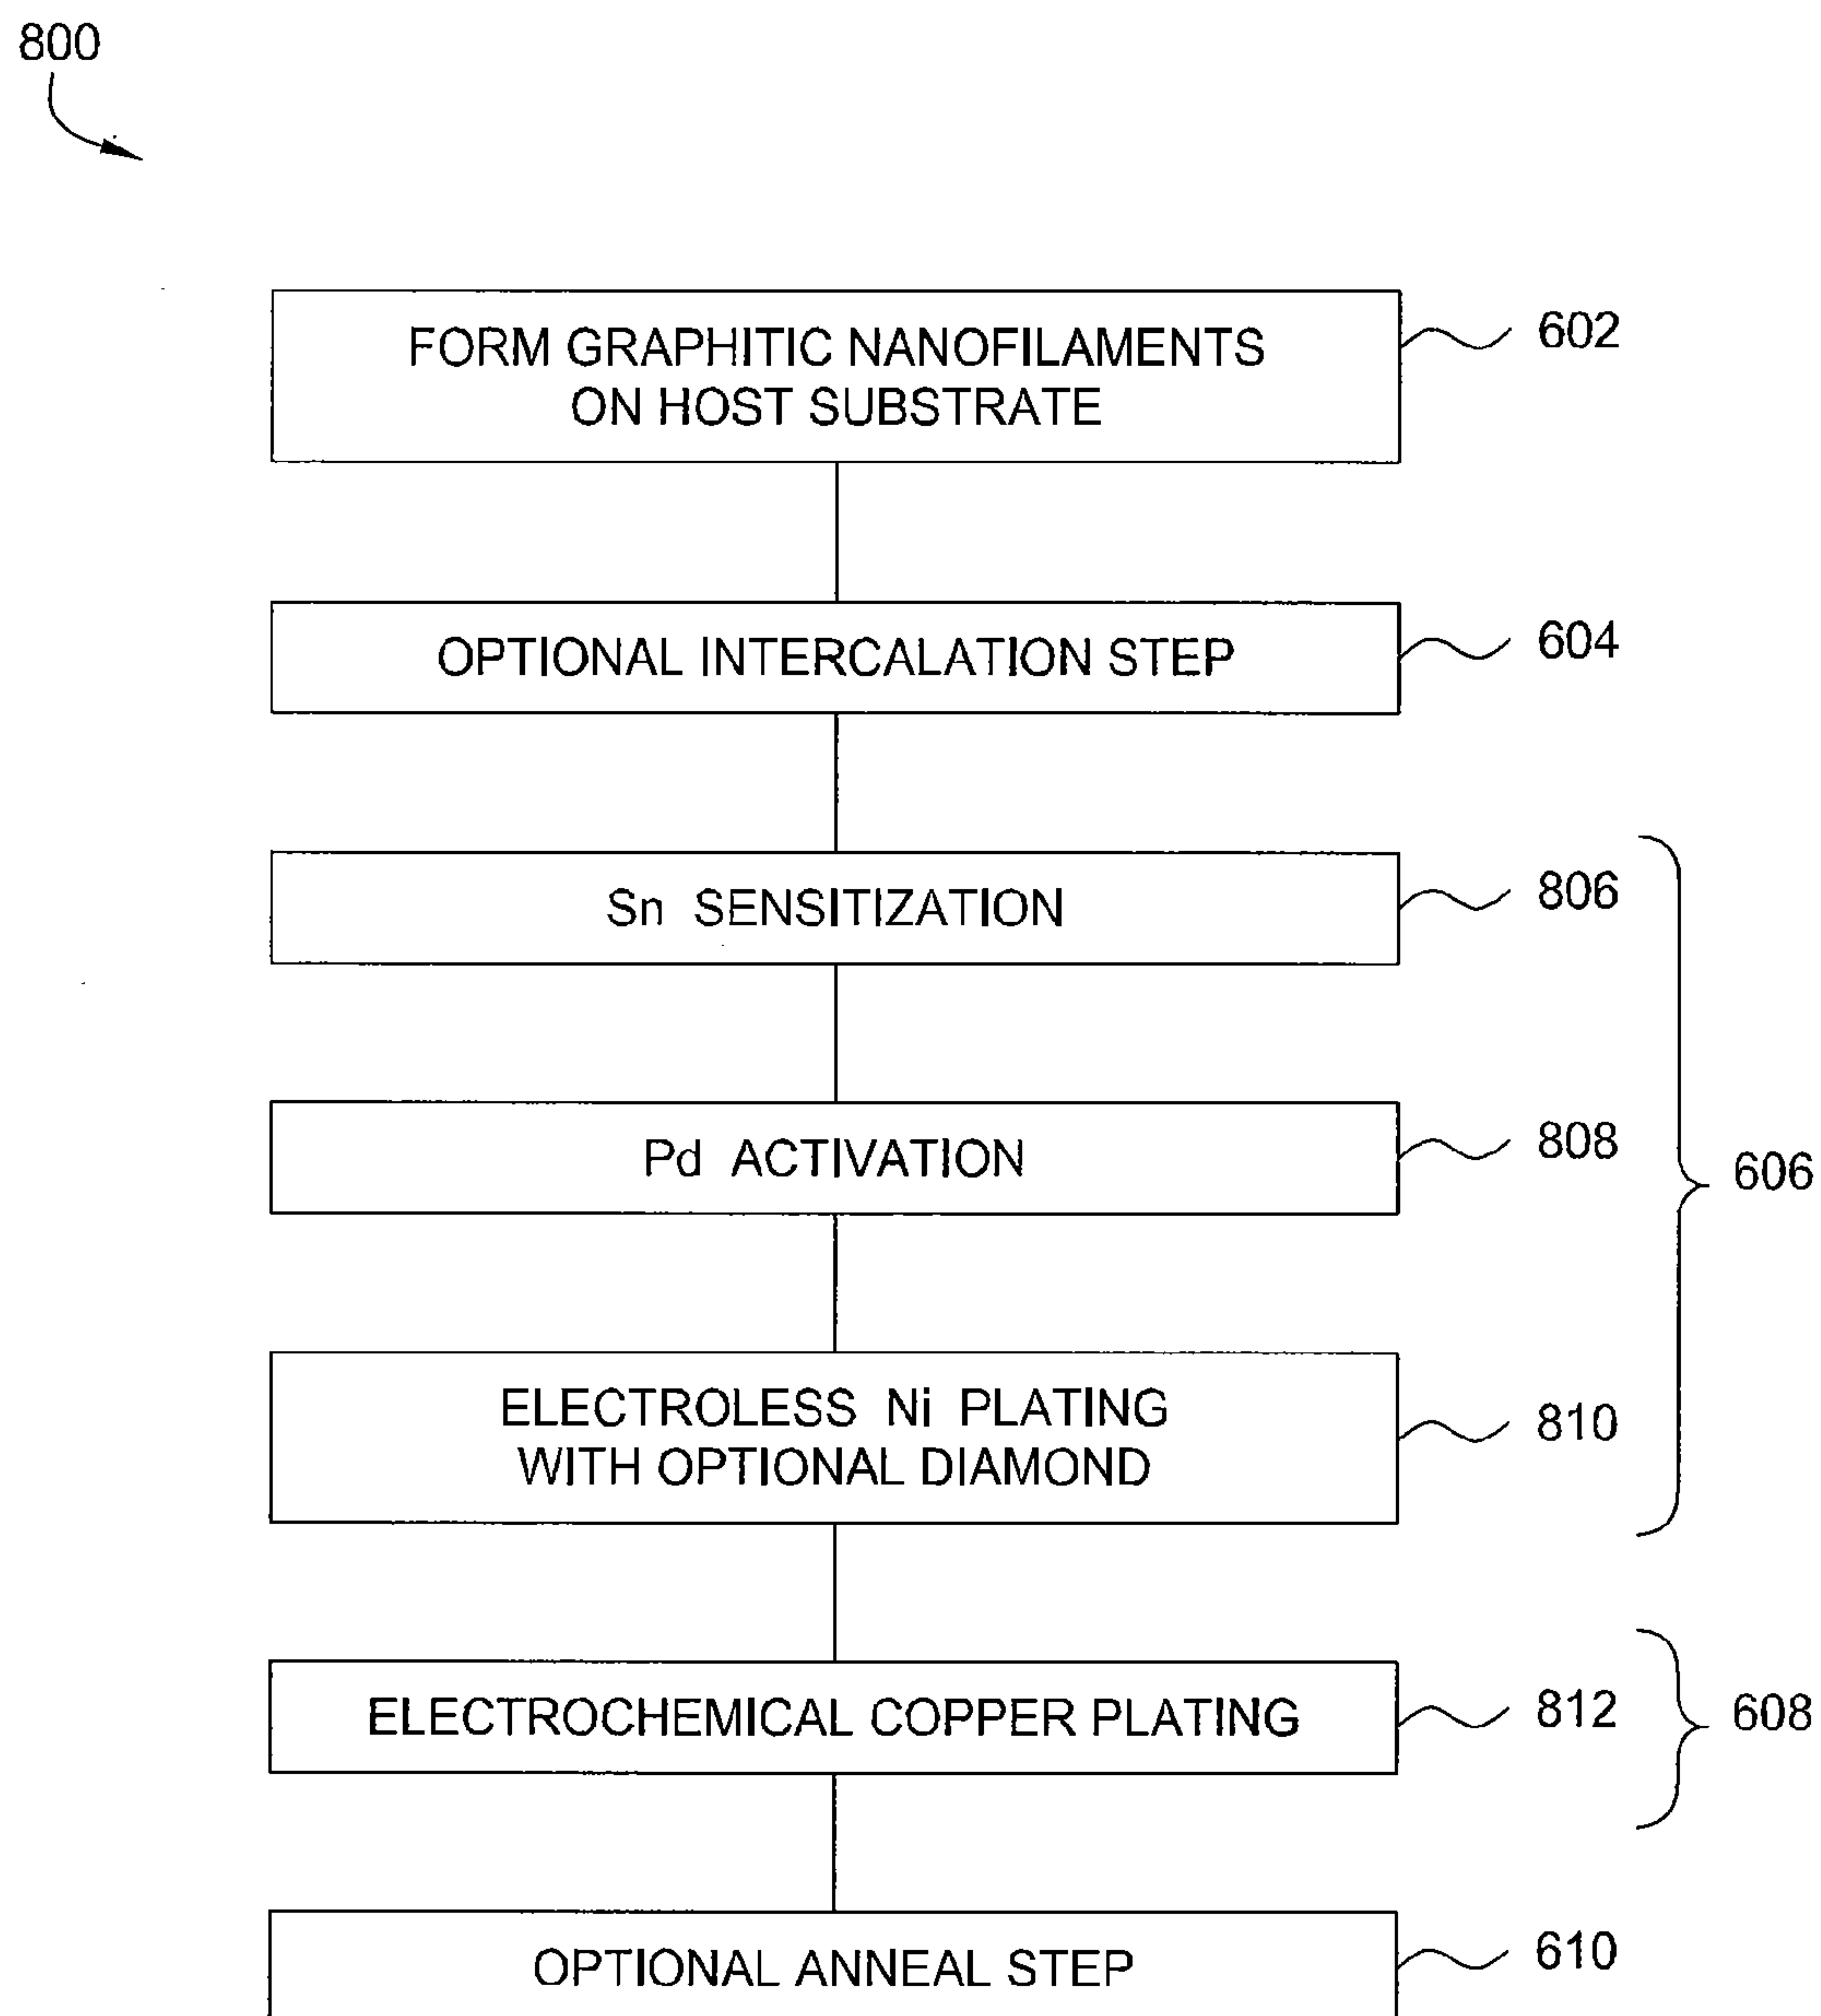 800
FORM GRAPHITIC NANOFILAMENTS
ON HOST SUBSTRATE
602
OPTIONAL INTERCALATION STEP
604
Sn SENSITIZATION
806
Pd ACTIVATION
808
606
ELECTROLESS Ni PLATING
WITH OPTIONAL DIAMOND
810
ELECTROCHEMICAL COPPER PLATING
812
608
OPTIONAL ANNEAL STEP
610